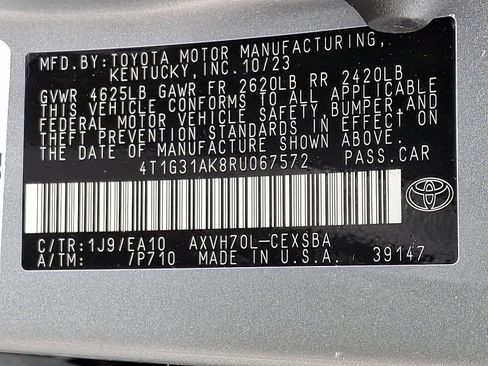 MFD.BY:TOYOTA MOTOR MANUFACTURING,
KENTUCKY,INC.10/23
GVWR 4625LB GAWR FR 2620LB RR 2420LB
THIS VEHICLE CONFORMS TO ALL APPLICABLE
FEDERAL MOTOR VEHICLE SAFETY,BUMPER AND
THEFT PREVENTION STANDARDS IN EFFECT ON
THE DATE OF MANUFACTURE SHOWN ABOVE.
4T1G31AK8RU067572 PASS.CAR
C/TR:1J9/EA10 AXVH70L-CEXSBA
A/TM: /P710 MADE IN U.S.A. 39147